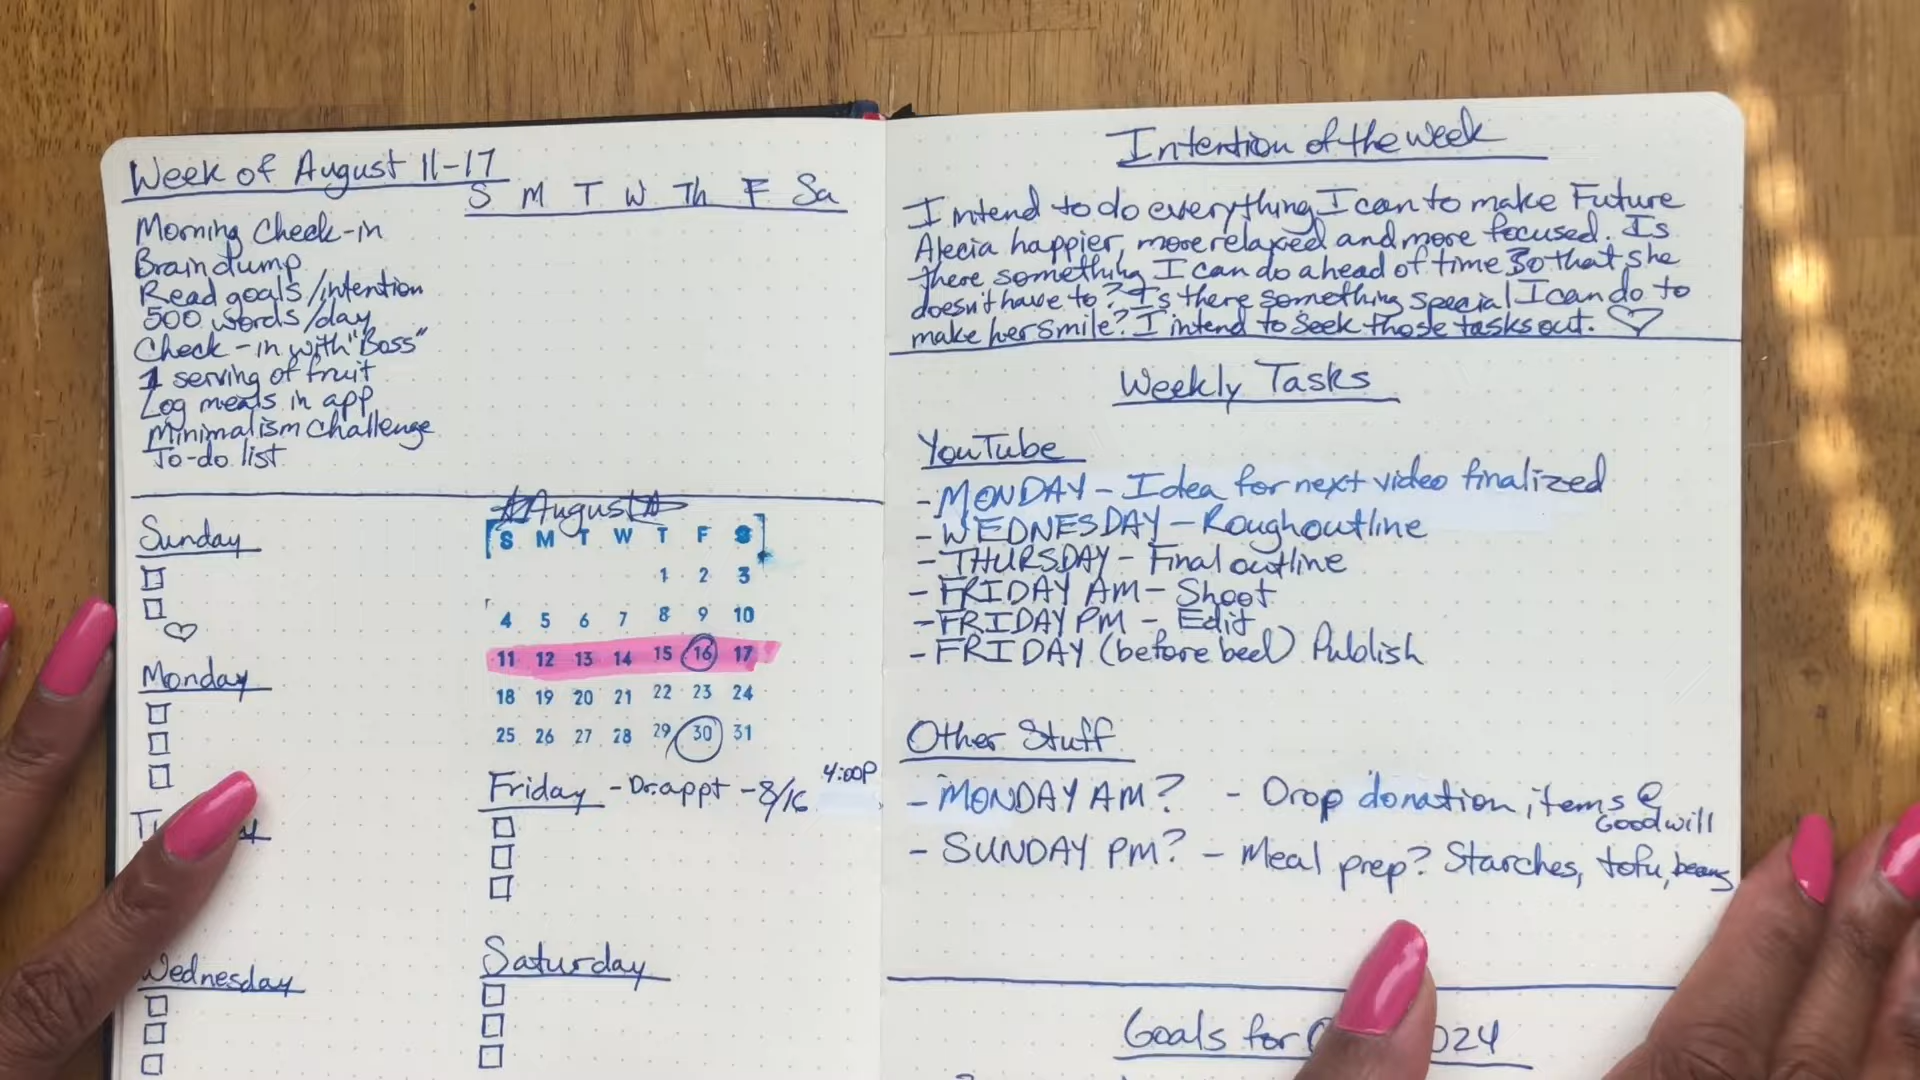 Week of August 11-17
S M T W Th F Sa
Morning Check-in
Brain dump
Read goals/intention
500 words/day
Check-in with "Boss"
1 serving of fruit
Log meals in app
Minimalism Challenge
To-do list
Sunday
Monday
Wednesday
August
S M T W T F S
1 2 3
4 5 6 7 8 9 10
11 12 13 14 15 16 17
18 19 20 21 22 23 24
25 26 27 28 29 30 31
Friday - Dr. appt - 8/16 4:00P
Saturday
Intention of the week
I intend to do everything I can to make Future
Alecia happier, more relaxed and more focused. Is
there something I can do ahead of time so that she
doesn't have to? Is there something special I can do to
make her smile? I intend to seek those tasks out.
Weekly Tasks
YouTube
- MONDAY - Idea for next video finalized
- WEDNESDAY - Rough outline
- THURSDAY - Final outline
- FRIDAY AM - Shoot
- FRIDAY PM - Edit
- FRIDAY (before bed) Publish
Other Stuff
- MONDAY AM? - Drop donation items @
Goodwill
- SUNDAY PM? - Meal prep? Starches, tofu, beans
Goals for